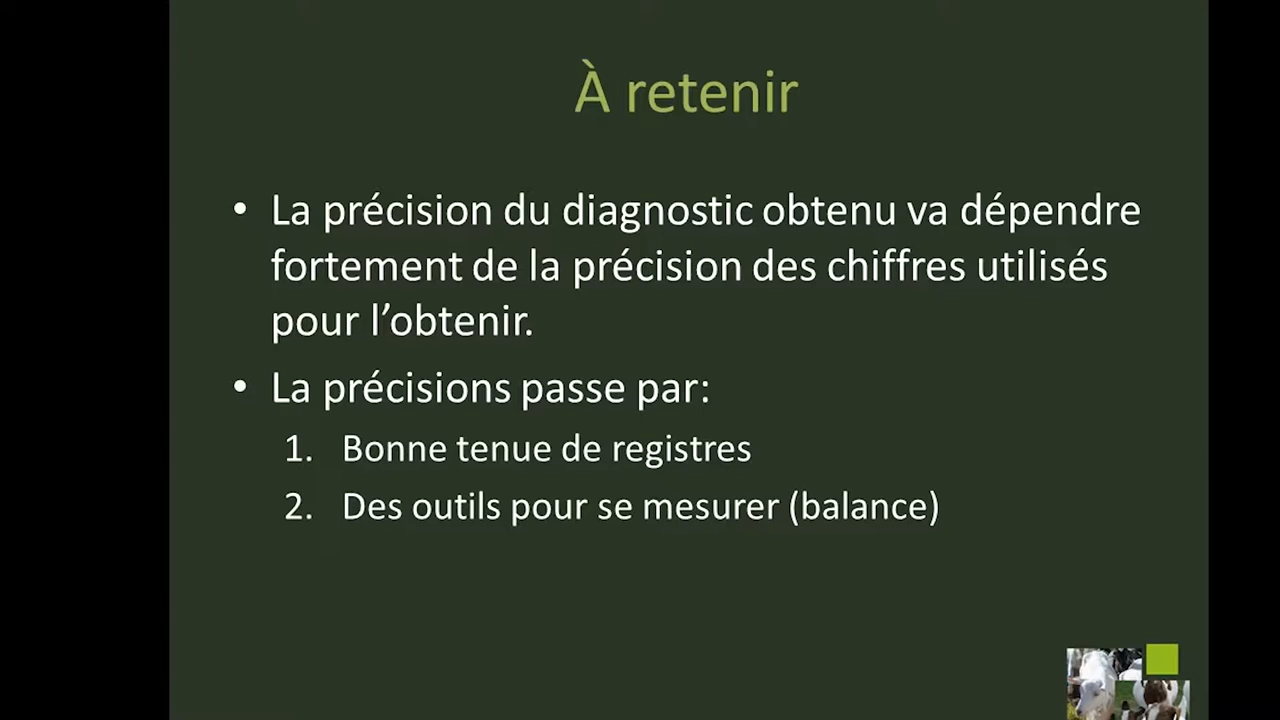 À retenir
• La précision du diagnostic obtenu va dépendre
fortement de la précision des chiffres utilisés
pour l’obtenir.
• La précisions passe par:
1. Bonne tenue de registres
2. Des outils pour se mesurer (balance)